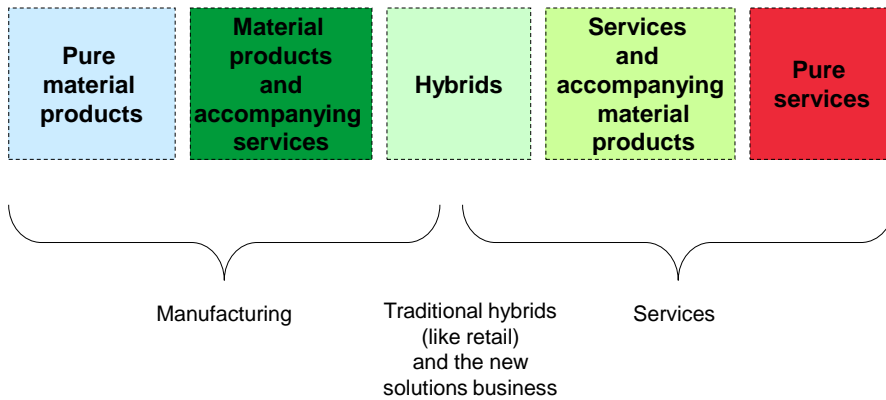 Pure
material
products
Material
products
and
accompanying
services
Hybrids
Services
and
accompanying
material
products
Pure
services
Manufacturing
Traditional hybrids
(like retail)
and the new
solutions business
Services